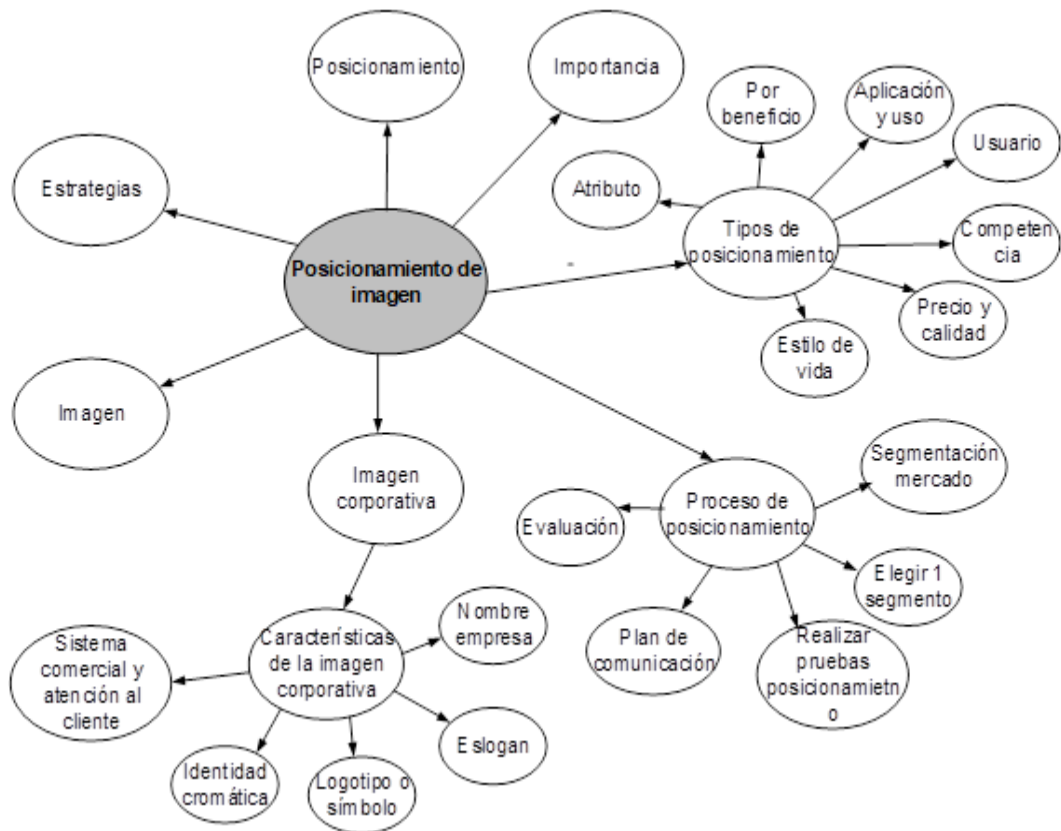 Posicionamiento
Importancia
Por
beneficio
Aplicación
y uso
Usuario
Estrategias
Atributo
Tipos de
posicionamiento
Competen
cia
Posicionamiento de
imagen
Precio y
calidad
Estilo de
vida
Imagen
Imagen
corporativa
Segmentación
mercado
Proceso de
posicionamiento
Evaluación
Elegir 1
segmento
Plan de
comunicación
Realizar
pruebas
posicionamietn
o
Nombre
empresa
Características
de la imagen
corporativa
Sistema
comercial y
atención al
cliente
Eslogan
Identidad
cromática
Logotipo o
símbolo